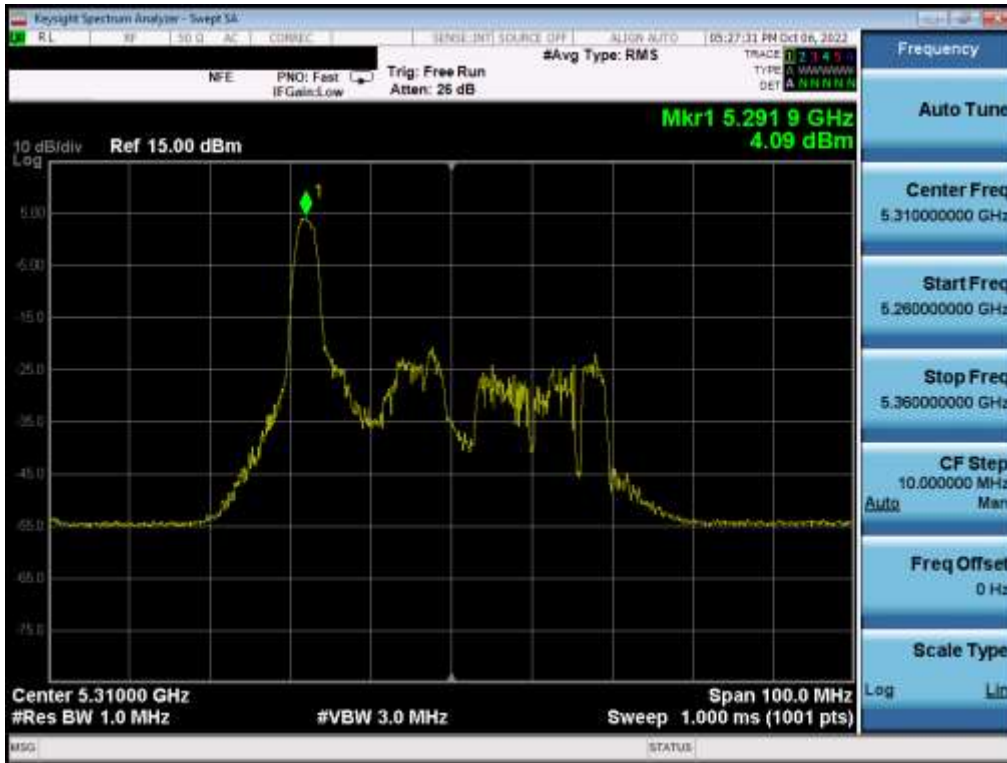 Keysight Spectrum Analyzer - Swept SA
RL RF 50 Ω AC CORREC SENSE:INT SOURCE OFF ALIGN AUTO 05:27:31 PM Oct 06, 2022
#Avg Type: RMS
TRACE 1 2 3 4 5 6
NFE PNO: Fast Trig: Free Run
TYPE A WWWWW
IFGain:Low Atten: 26 dB
DET A N N N N N
Mkr1 5.291 9 GHz
4.09 dBm
10 dB/div Ref 15.00 dBm
Log
1
5.00
-5.00
-15.0
-25.0
-35.0
-45.0
-55.0
-65.0
-75.0
Center 5.31000 GHz Span 100.0 MHz
#Res BW 1.0 MHz #VBW 3.0 MHz Sweep 1.000 ms (1001 pts)
MSG STATUS
Frequency
Auto Tune
Center Freq
5.310000000 GHz
Start Freq
5.260000000 GHz
Stop Freq
5.360000000 GHz
CF Step
10.000000 MHz
Auto Man
Freq Offset
0 Hz
Scale Type
Log Lin